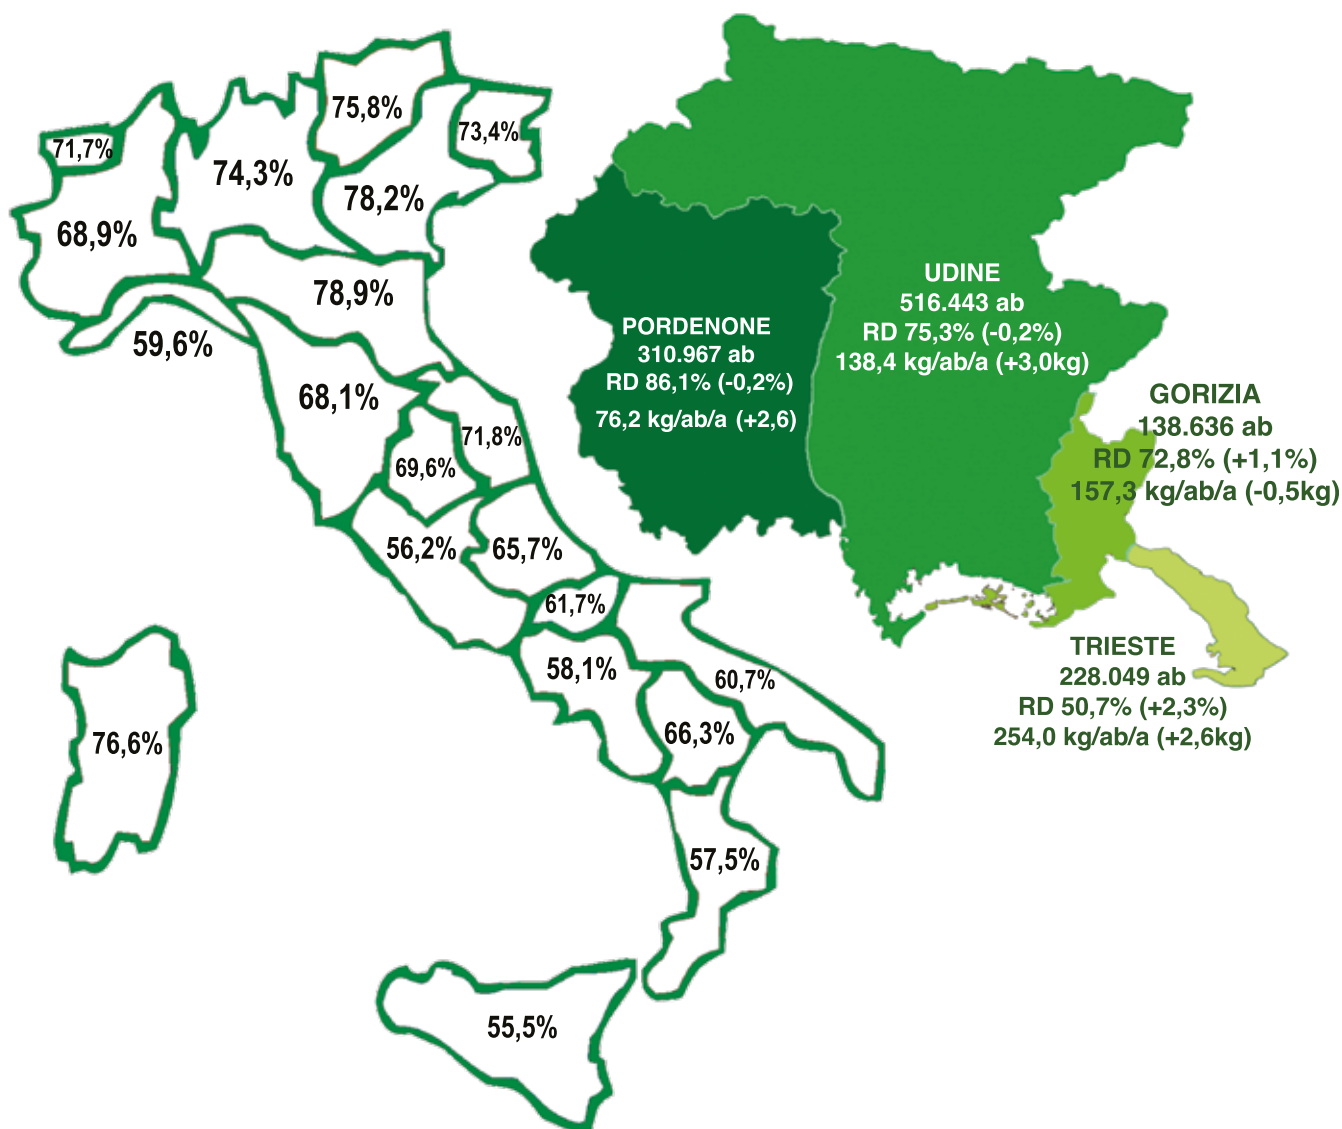 75,8%
73,4%
71,7%
74,3%
78,2%
68,9%
78,9%
59,6%
68,1%
71,8%
69,6%
56,2%
65,7%
61,7%
58,1%
60,7%
66,3%
76,6%
57,5%
55,5%
UDINE
516.443 ab
RD 75,3% (-0,2%)
138,4 kg/ab/a (+3,0kg)
PORDENONE
310.967 ab
RD 86,1% (-0,2%)
76,2 kg/ab/a (+2,6)
GORIZIA
138.636 ab
RD 72,8% (+1,1%)
157,3 kg/ab/a (-0,5kg)
TRIESTE
228.049 ab
RD 50,7% (+2,3%)
254,0 kg/ab/a (+2,6kg)